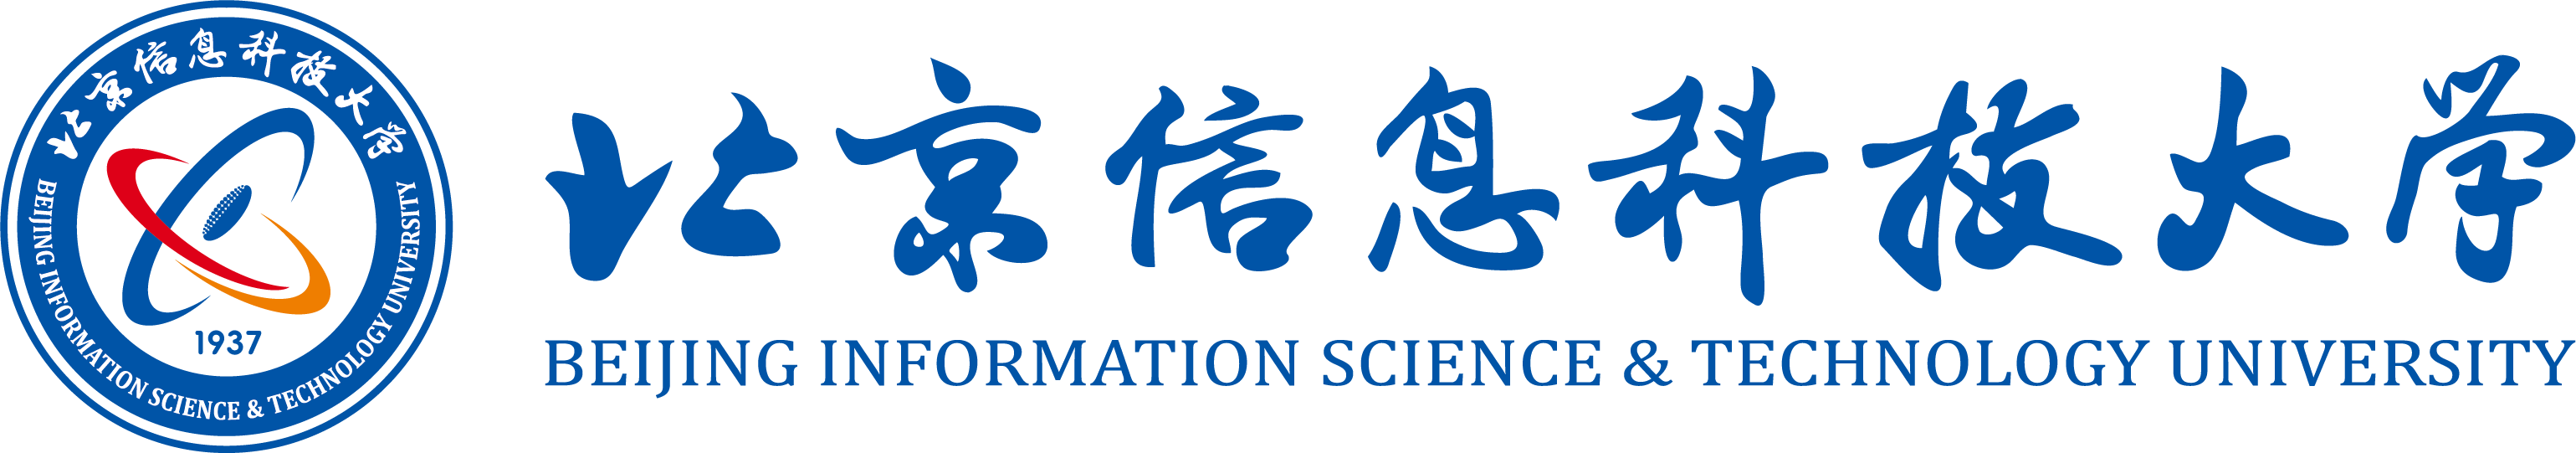 北京信息科技大学
BEIJING INFORMATION SCIENCE & TECHNOLOGY UNIVERSITY
1937
北京信息科技大学
BEIJING INFORMATION SCIENCE & TECHNOLOGY UNIVERSITY